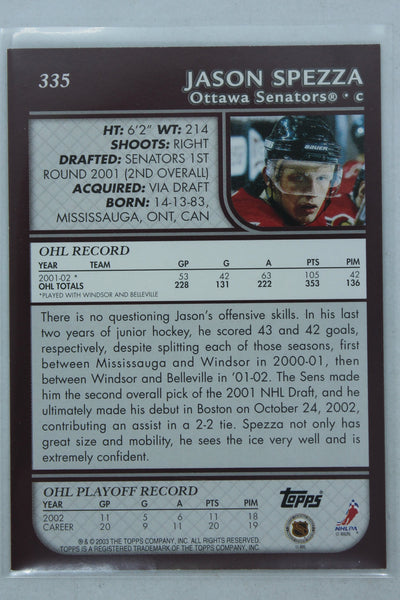 335
JASON SPEZZA
Ottawa Senators® • C
HT: 6'2" WT: 214
SHOOTS: RIGHT
DRAFTED: SENATORS 1ST
ROUND 2001 (2ND OVERALL)
ACQUIRED: VIA DRAFT
BORN: 14-13-83,
MISSISSAUGA, ONT, CAN
BAUER
OHL RECORD
YEAR TEAM GP G A PTS PIM
2001-02 * 53 42 63 105 42
OHL TOTALS 228 131 222 353 136
*PLAYED WITH WINDSOR AND BELLEVILLE
There is no questioning Jason's offensive skills. In his last
two years of junior hockey, he scored 43 and 42 goals,
respectively, despite splitting each of those seasons, first
between Mississauga and Windsor in 2000-01, then
between Windsor and Belleville in '01-02. The Sens made
him the second overall pick of the 2001 NHL Draft, and he
ultimately made his debut in Boston on October 24, 2002,
contributing an assist in a 2-2 tie. Spezza not only has
great size and mobility, he sees the ice very well and is
extremely confident.
OHL PLAYOFF RECORD
YEAR GP G A PTS PIM
2002 11 5 6 11 18
CAREER 20 9 11 20 19
topps
NHLPA
® & © 2003 THE TOPPS COMPANY, INC. ALL RIGHTS RESERVED.
TOPPS IS A REGISTERED TRADEMARK OF THE TOPPS COMPANY, INC.